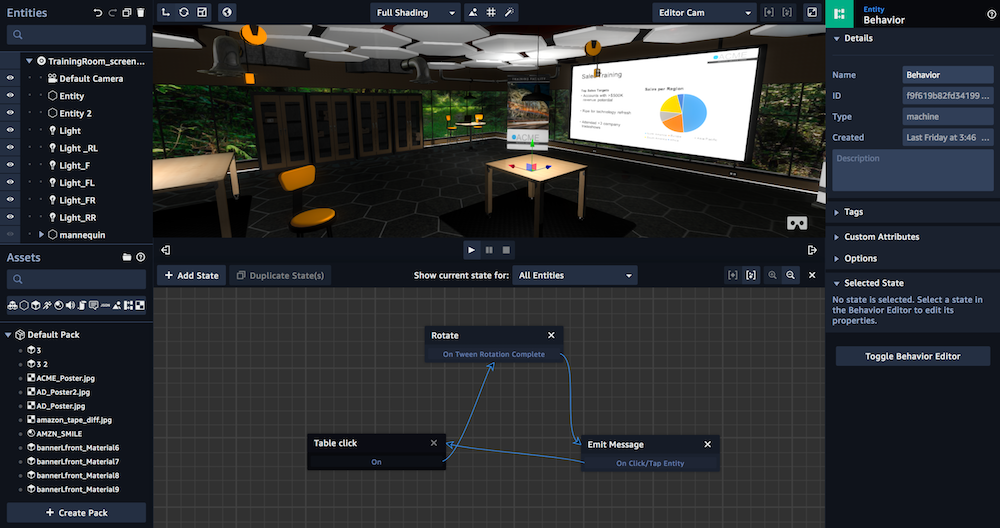 Entities
TrainingRoom_screen...
Default Camera
Entity
Entity 2
Light
Light_RL
Light_F
Light_FL
Light_FR
Light_RR
mannequin
Assets
Default Pack
3
3 2
ACME_Poster.jpg
AD_Poster2.jpg
AD_Poster.jpg
amazon_tape_diff.jpg
AMZN_SMILE
bannerLfront_Material6
bannerLfront_Material7
bannerLfront_Material8
bannerLfront_Material9
+ Create Pack
Full Shading
Editor Cam
Sales Training
Top Sales Targets
ACME
+ Add State
Duplicate State(s)
Show current state for:
All Entities
Rotate
On Tween Rotation Complete
Table click
On
Emit Message
On Click/Tap Entity
Entity
Behavior
Details
Name
Behavior
ID
f9f619b82fd34199 ...
Type
machine
Created
Last Friday at 3:46 ...
Description
Tags
Custom Attributes
Options
Selected State
No state is selected. Select a state in
the Behavior Editor to edit its
properties.
Toggle Behavior Editor